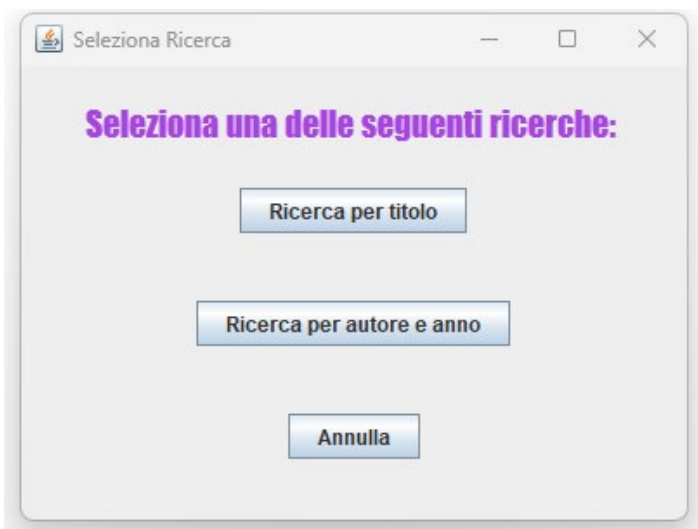 Seleziona Ricerca
Seleziona una delle seguenti ricerche:
Ricerca per titolo
Ricerca per autore e anno
Annulla